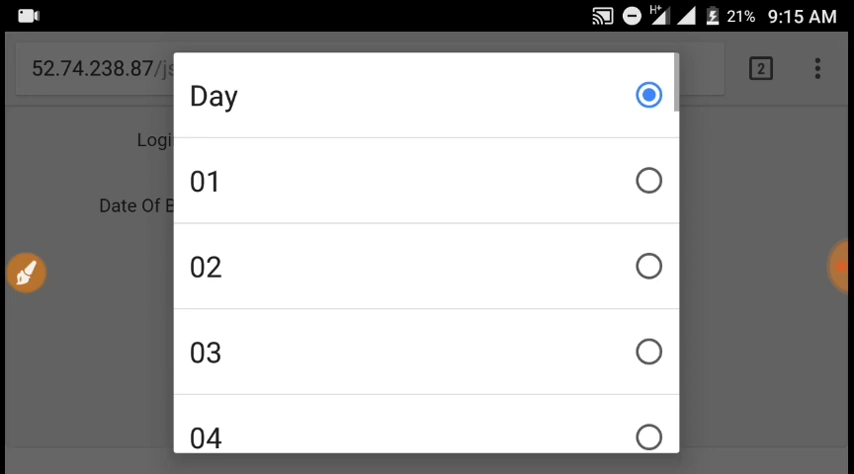 H+ 21% 9:15 AM
52.74.238.87/js 2
Day
Logi
01
Date Of B
02
03
04